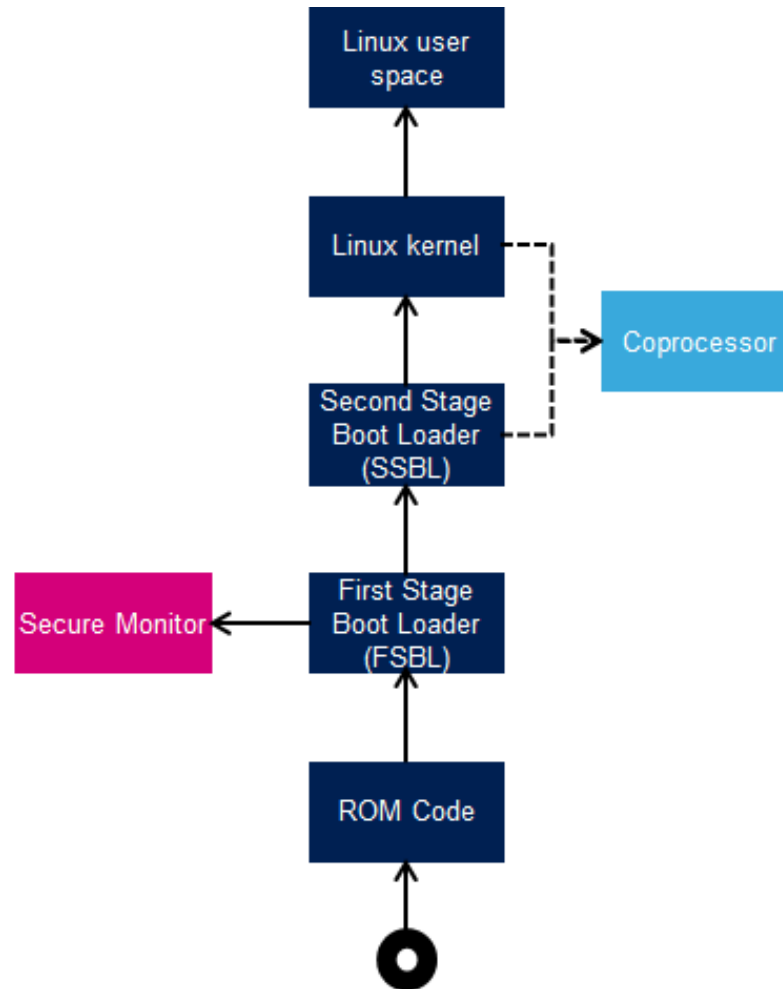 Linux user
space
Linux kernel
Coprocessor
Second Stage
Boot Loader
(SSBL)
First Stage
Boot Loader
(FSBL)
Secure Monitor
ROM Code